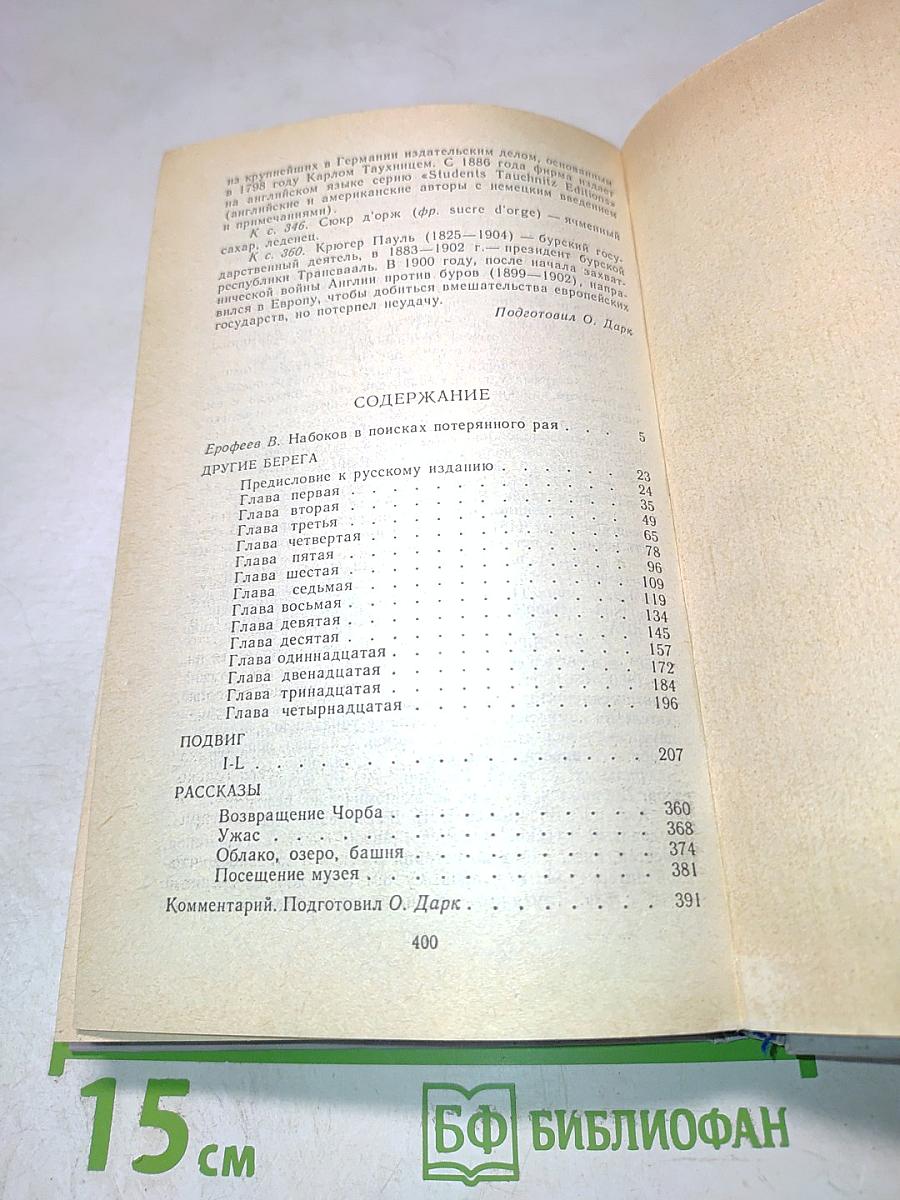 из крупнейших в Германии издательским делом, основанным
в 1798 году Карлом Таухницем. С 1886 года фирма издает
на английском языке серию «Students Tauchnitz Editions»
(английские и американские авторы с немецким введением
и примечаниями).
К с. 346. Сюкр д'орж (фр. sucre d'orge) — ячменный
сахар, леденец.
К с. 360. Крюгер Пауль (1825—1904) — бурский госу-
дарственный деятель, в 1883—1902 г.— президент бурской
республики Трансвааль. В 1900 году, после начала захват-
нической войны Англии против буров (1899—1902), напра-
вился в Европу, чтобы добиться вмешательства европейских
государств, но потерпел неудачу.
Подготовил О. Дарк
СОДЕРЖАНИЕ
Ерофеев В. Набоков в поисках потерянного рая . . . 5
ДРУГИЕ БЕРЕГА
Предисловие к русскому изданию . . . . . . 23
Глава первая . . . . . . . . . . . 24
Глава вторая . . . . . . . . . . . 35
Глава третья . . . . . . . . . . . 49
Глава четвертая . . . . . . . . . . 65
Глава пятая . . . . . . . . . . . 78
Глава шестая . . . . . . . . . . . 96
Глава седьмая . . . . . . . . . . . 109
Глава восьмая . . . . . . . . . . . 119
Глава девятая . . . . . . . . . . . 134
Глава десятая . . . . . . . . . . . 145
Глава одиннадцатая . . . . . . . . . 157
Глава двенадцатая . . . . . . . . . 172
Глава тринадцатая . . . . . . . . . 184
Глава четырнадцатая . . . . . . . . 196
ПОДВИГ
I-L . . . . . . . . . . . . . . 207
РАССКАЗЫ
Возвращение Чорба . . . . . . . . . 360
Ужас . . . . . . . . . . . . . 368
Облако, озеро, башня . . . . . . . . 374
Посещение музея . . . . . . . . . . 381
Комментарий. Подготовил О. Дарк . . . . . . . 391
400
15 см
БФ БИБЛИОФАН